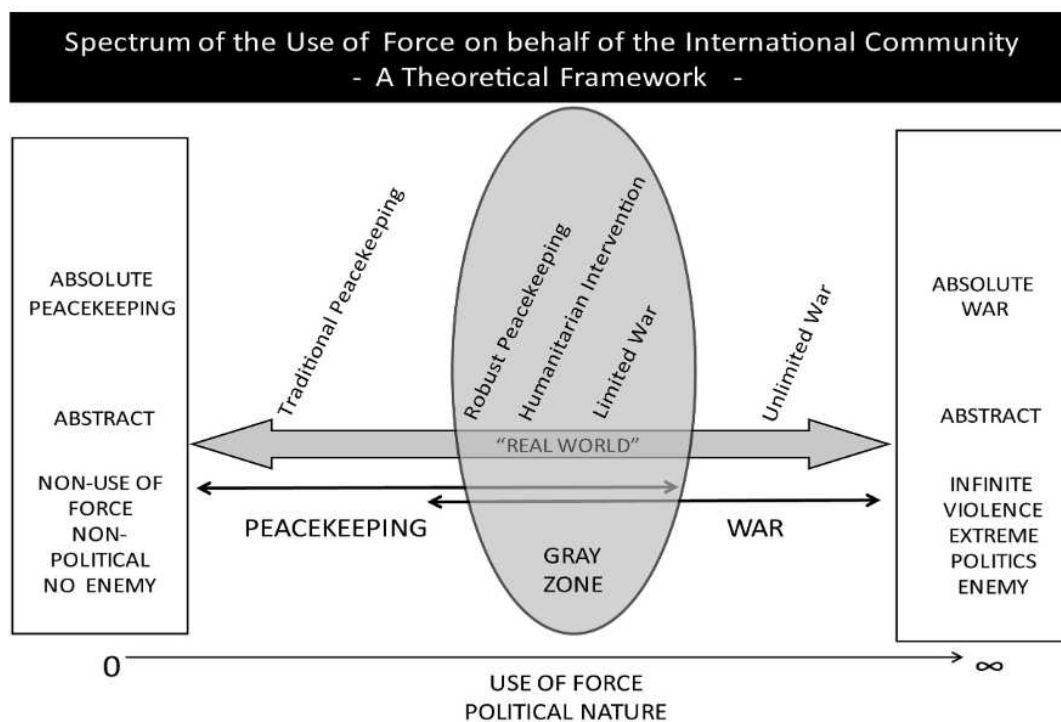 Spectrum of the Use of Force on behalf of the International Community
- A Theoretical Framework -
ABSOLUTE
PEACEKEEPING
ABSTRACT
NON-USE OF
FORCE
NON-
POLITICAL
NO ENEMY
Traditional Peacekeeping
Robust Peacekeeping
Humanitarian Intervention
Limited War
Unlimited War
"REAL WORLD"
PEACEKEEPING
WAR
GRAY
ZONE
ABSOLUTE
WAR
ABSTRACT
INFINITE
VIOLENCE
EXTREME
POLITICS
ENEMY
0
∞
USE OF FORCE
POLITICAL NATURE